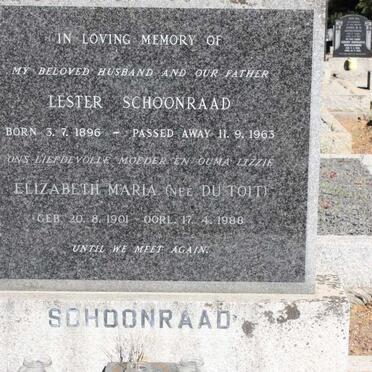 IN LOVING MEMORY OF
MY BELOVED HUSBAND AND OUR FATHER
LESTER SCHOONRAAD
BORN 3.7.1896 – PASSED AWAY 11.9.1963
ONS LIEFDEVOLLE MOEDER EN OUMA LIZZIE
ELIZABETH MARIA (NEÉ DU TOIT)
GEB. 20.8.1901 – OORL. 17.4.1988
UNTIL WE MEET AGAIN.
SCHOONRAAD